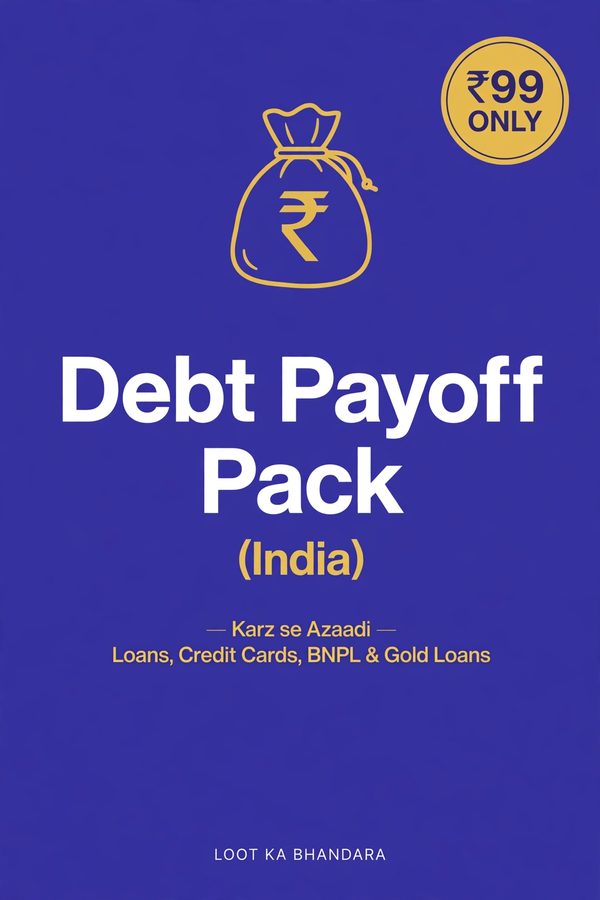 ₹99
ONLY
₹
Debt Payoff
Pack
(India)
— Karz se Azaadi —
Loans, Credit Cards, BNPL & Gold Loans
LOOT KA BHANDARA